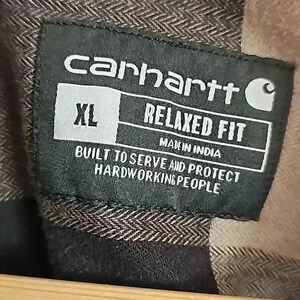 carhartt
XL
RELAXED FIT
MADE IN INDIA
BUILT TO SERVE AND PROTECT
HARDWORKING PEOPLE